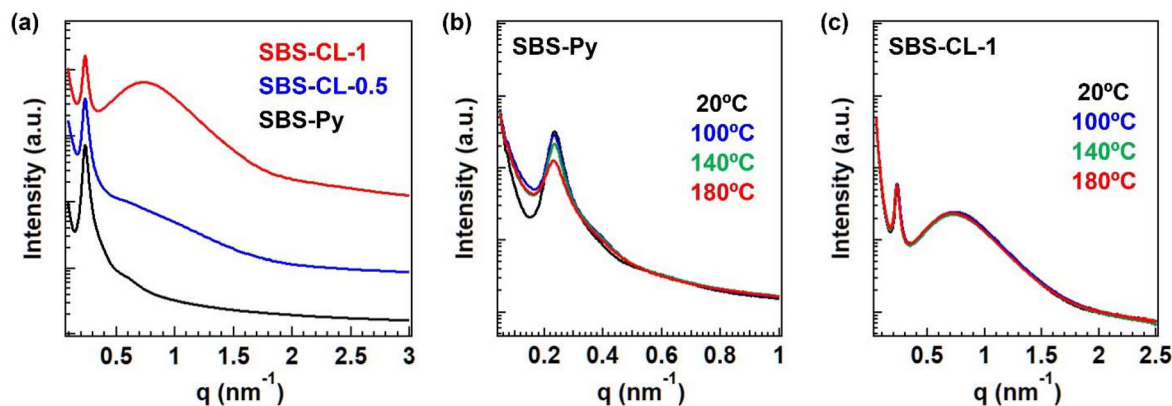 (a)
SBS-CL-1
SBS-CL-0.5
SBS-Py
Intensity (a.u.)
0.5
1
1.5
2
2.5
3
q (nm⁻¹)
(b)
SBS-Py
20ºC
100ºC
140ºC
180ºC
Intensity (a.u.)
0.2
0.4
0.6
0.8
1
q (nm⁻¹)
(c)
SBS-CL-1
20ºC
100ºC
140ºC
180ºC
Intensity (a.u.)
0.5
1
1.5
2
2.5
q (nm⁻¹)